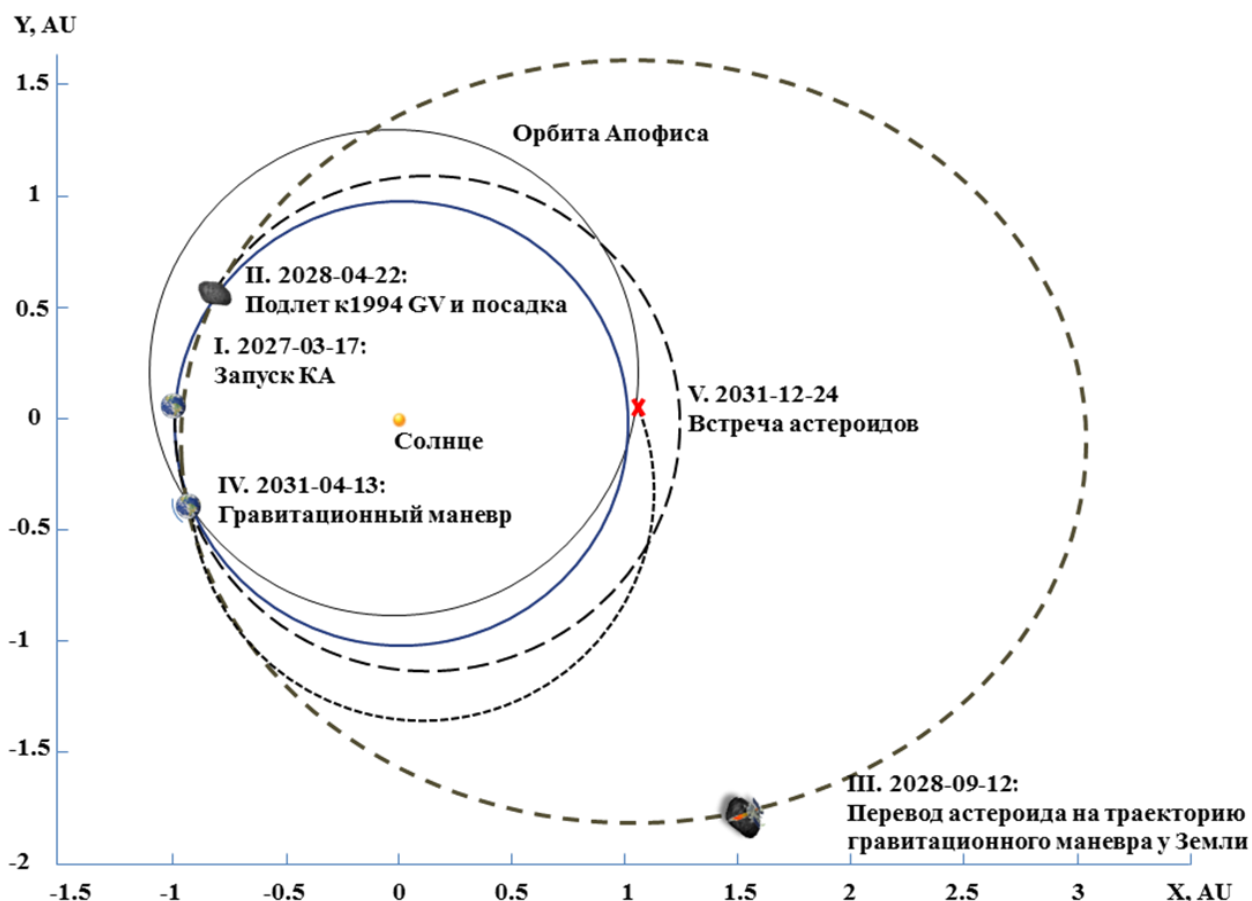 Y, AU
1.5
Орбита Апофиса
1
II. 2028-04-22:
Подлет к1994 GV и посадка
0.5
I. 2027-03-17:
Запуск КА
V. 2031-12-24
Встреча астероидов
0
Солнце
IV. 2031-04-13:
Гравитационный маневр
-0.5
-1
-1.5
III. 2028-09-12:
Перевод астероида на траекторию
гравитационного маневра у Земли
-2
-1.5 -1 -0.5 0 0.5 1 1.5 2 2.5 3 X, AU